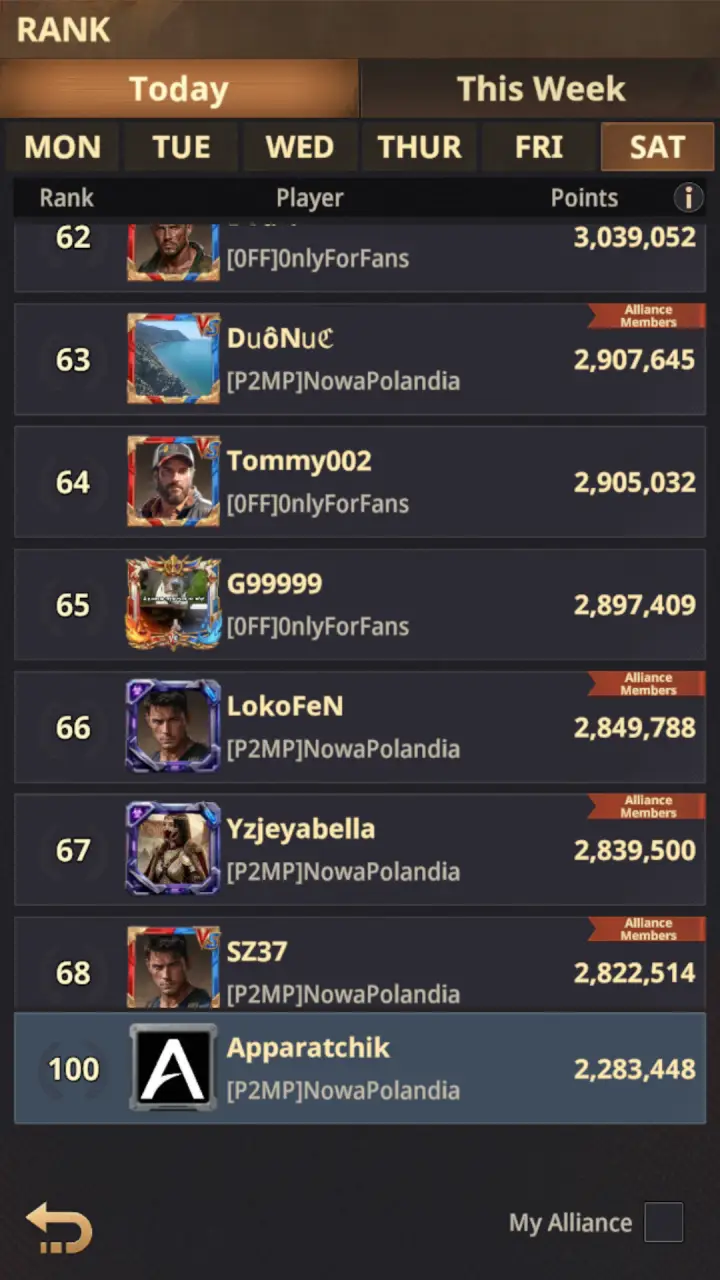 RANK
Today
This Week
MON
TUE
WED
THUR
FRI
SAT
Rank
Player
Points
62
[0FF]0nlyForFans
3,039,052
Alliance
Members
63
DuôNuℭ
[P2MP]NowaPolandia
2,907,645
64
Tommy002
[0FF]0nlyForFans
2,905,032
65
G99999
[0FF]0nlyForFans
2,897,409
Alliance
Members
66
LokoFeN
[P2MP]NowaPolandia
2,849,788
Alliance
Members
67
Yzjeyabella
[P2MP]NowaPolandia
2,839,500
Alliance
Members
68
SZ37
[P2MP]NowaPolandia
2,822,514
100
Apparatchik
[P2MP]NowaPolandia
2,283,448
My Alliance